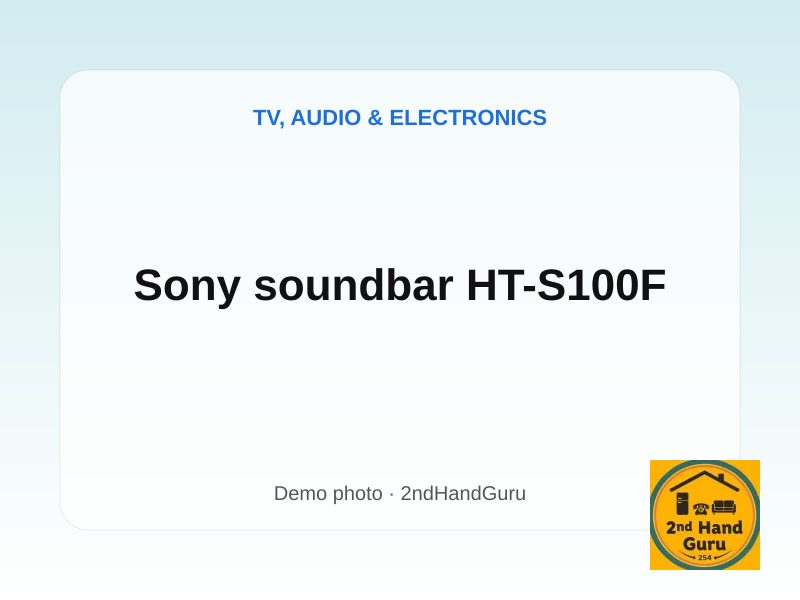 TV, AUDIO & ELECTRONICS
Sony soundbar HT-S100F
Demo photo · 2ndHandGuru
2nd Hand
Guru
254